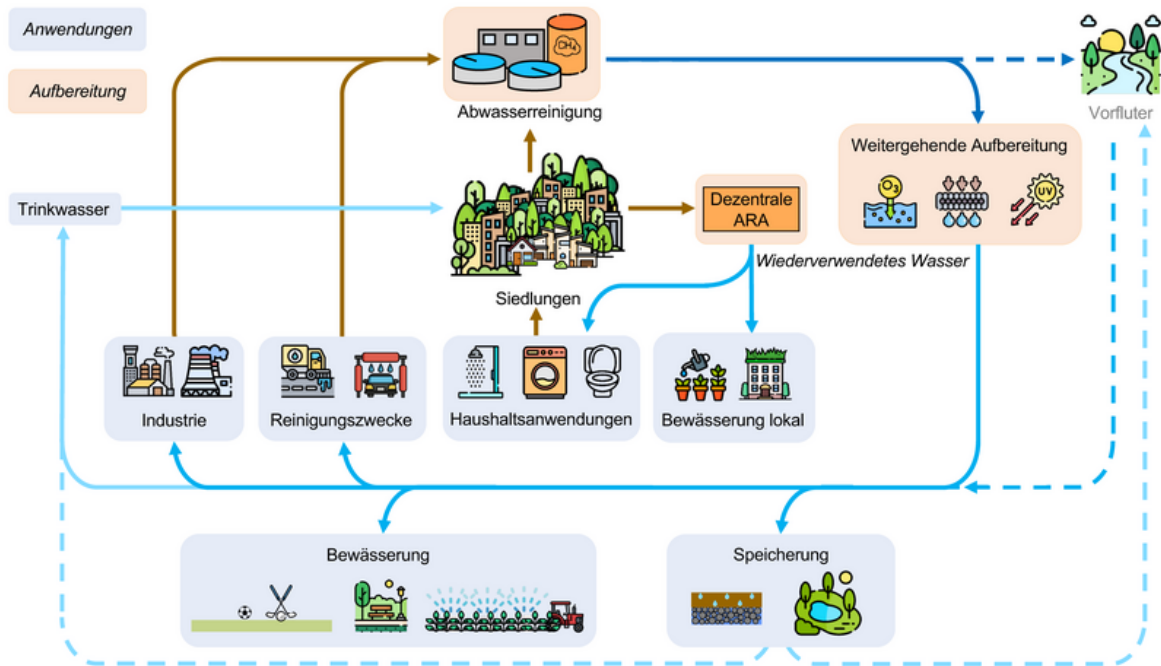 Anwendungen
Aufbereitung
CH4
Abwasserreinigung
Vorfluter
Weitergehende Aufbereitung
O3
UV
Trinkwasser
Dezentrale
ARA
Wiederverwendetes Wasser
Siedlungen
Industrie
Reinigungszwecke
Haushaltsanwendungen
Bewässerung lokal
Bewässerung
Speicherung